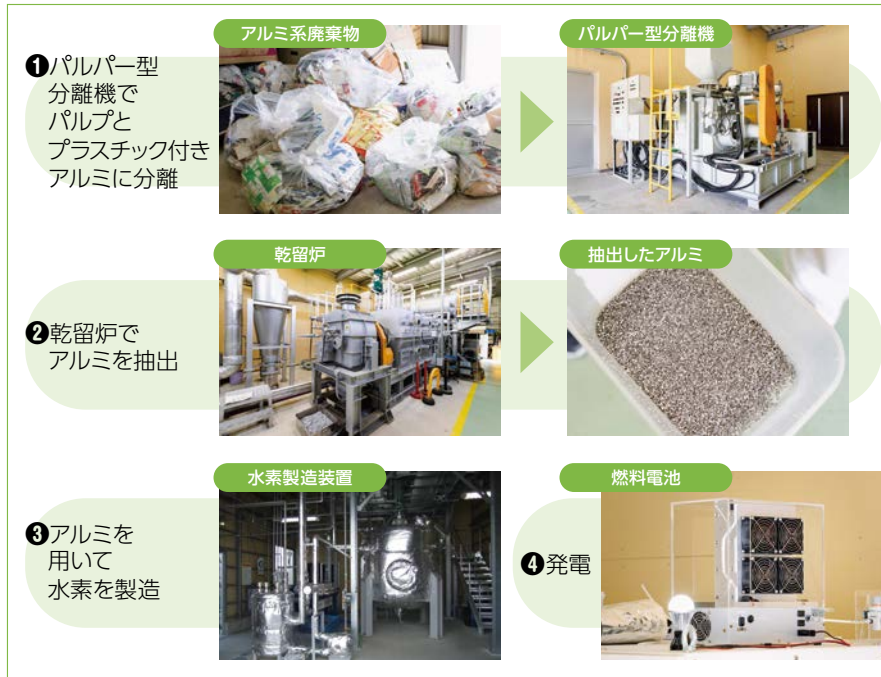 ❶パルパー型
分離機で
パルプと
プラスチック付き
アルミに分離
アルミ系廃棄物
パルパー型分離機
❷乾留炉で
アルミを抽出
乾留炉
抽出したアルミ
❸アルミを
用いて
水素を製造
水素製造装置
❹発電
燃料電池